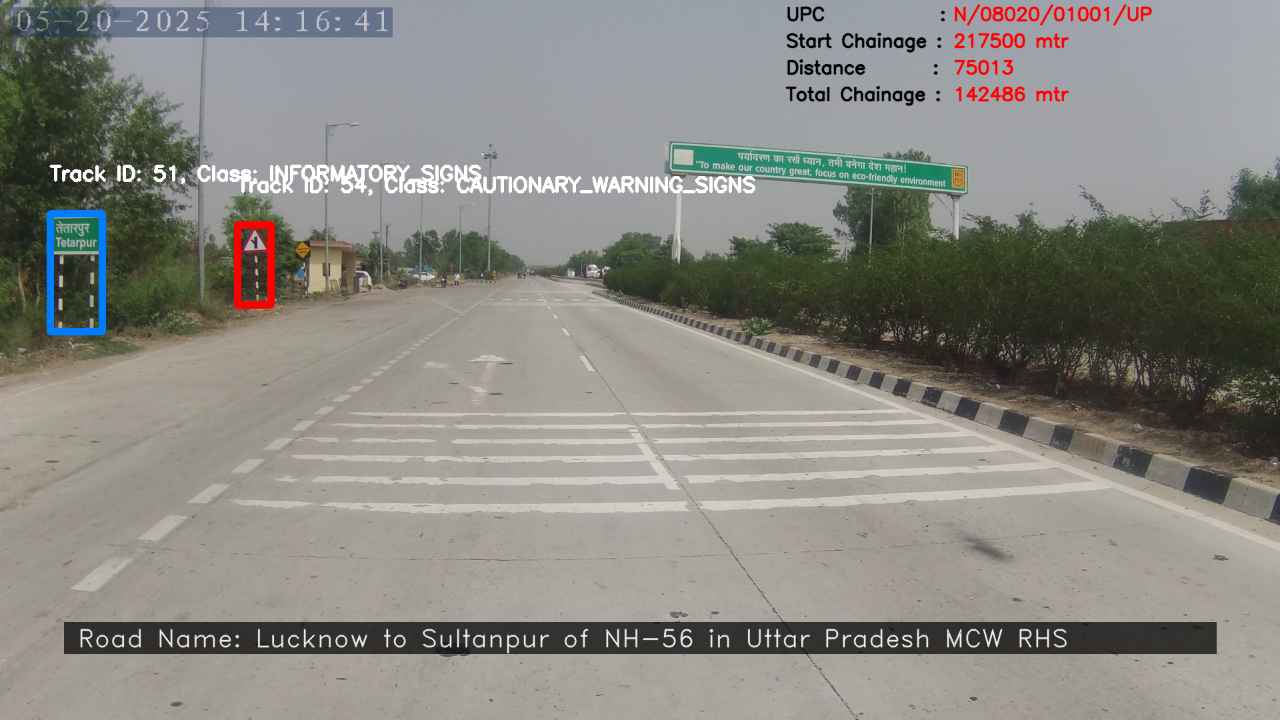 05-20-2025 14:16:41
UPC : N/08020/01001/UP
Start Chainage : 217500 mtr
Distance : 75013
Total Chainage : 142486 mtr
Track ID: 51, Class: INFORMATORY_SIGNS
Track ID: 54, Class: CAUTIONARY_WARNING_SIGNS
पर्यावरण का रखें ध्यान, तभी बनेगा देश महान!
"To make our country great, focus on eco-friendly environment
तेतारपुर
Tetarpur
Road Name: Lucknow to Sultanpur of NH-56 in Uttar Pradesh MCW RHS